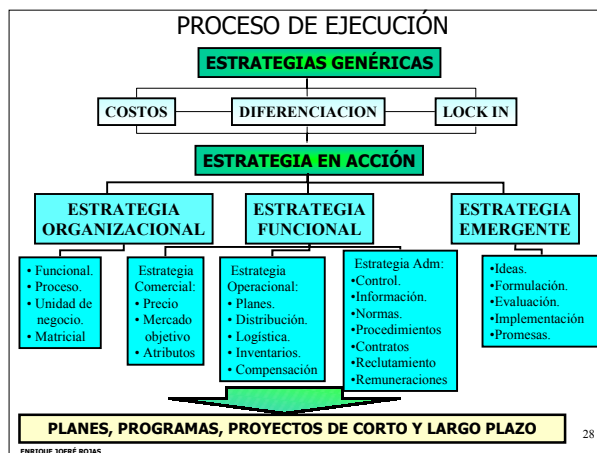 PROCESO DE EJECUCIÓN
ESTRATEGIAS GENÉRICAS
COSTOS
DIFERENCIACION
LOCK IN
ESTRATEGIA EN ACCIÓN
ESTRATEGIA
ORGANIZACIONAL
ESTRATEGIA
FUNCIONAL
ESTRATEGIA
EMERGENTE
• Funcional.
• Proceso.
• Unidad de
negocio.
• Matricial
Estrategia
Comercial:
• Precio
• Mercado
objetivo
• Atributos
Estrategia
Operacional:
• Planes.
• Distribución.
• Logística.
• Inventarios.
• Compensación
Estrategia Adm:
•Control.
•Información.
•Normas.
•Procedimientos
•Contratos
•Reclutamiento
•Remuneraciones
•Ideas.
•Formulación.
•Evaluación.
•Implementación
•Promesas.
PLANES, PROGRAMAS, PROYECTOS DE CORTO Y LARGO PLAZO
28
ENRIQUE JOFRÉ ROJAS